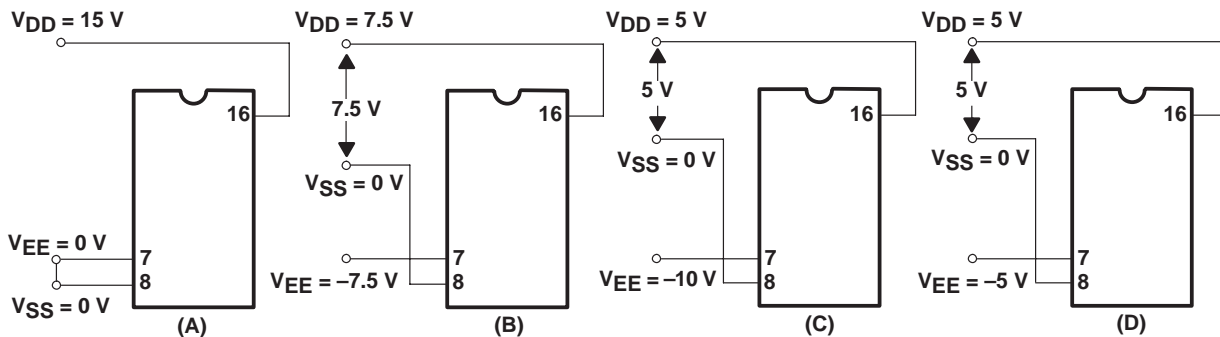 VDD = 15 V
16
VEE = 0 V
7
8
VSS = 0 V
(A)
VDD = 7.5 V
7.5 V
16
VSS = 0 V
7
VEE = –7.5 V
8
(B)
VDD = 5 V
5 V
16
VSS = 0 V
7
VEE = –10 V
8
(C)
VDD = 5 V
5 V
16
VSS = 0 V
7
VEE = –5 V
8
(D)